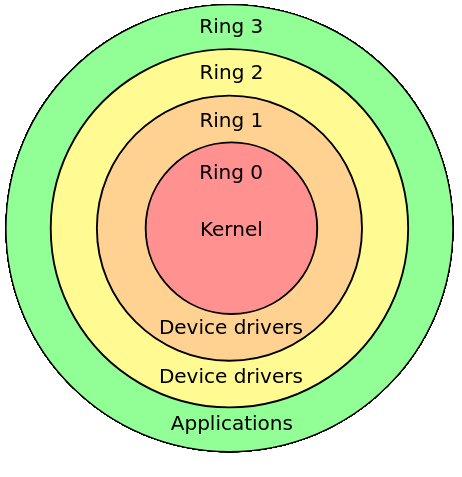 Ring 3
Ring 2
Ring 1
Ring 0
Kernel
Device drivers
Device drivers
Applications